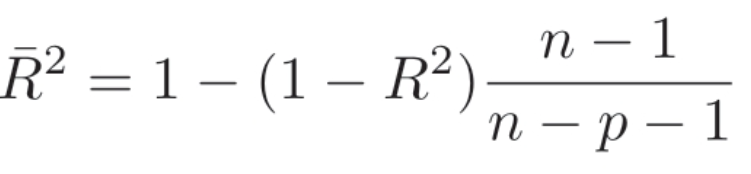 R̄² = 1 − (1 − R²) (n − 1)/(n − p − 1)